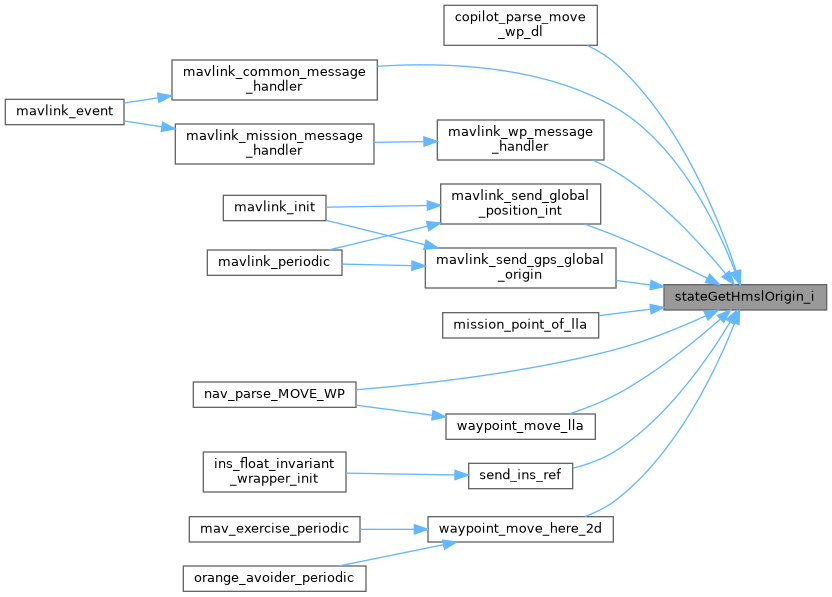 copilot_parse_move
_wp_dl
mavlink_common_message
_handler
mavlink_event
mavlink_mission_message
_handler
mavlink_wp_message
_handler
mavlink_init
mavlink_send_global
_position_int
mavlink_periodic
mavlink_send_gps_global
_origin
stateGetHmslOrigin_i
mission_point_of_lla
nav_parse_MOVE_WP
waypoint_move_lla
ins_float_invariant
_wrapper_init
send_ins_ref
mav_exercise_periodic
waypoint_move_here_2d
orange_avoider_periodic